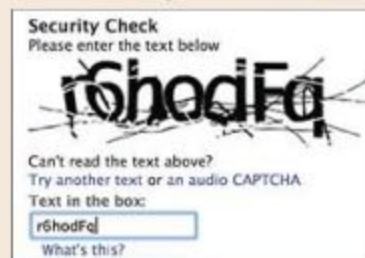 Security Check
Please enter the text below
r6hodFq
Can't read the text above?
Try another text or an audio CAPTCHA
Text in the box:
r6hodFq
What's this?